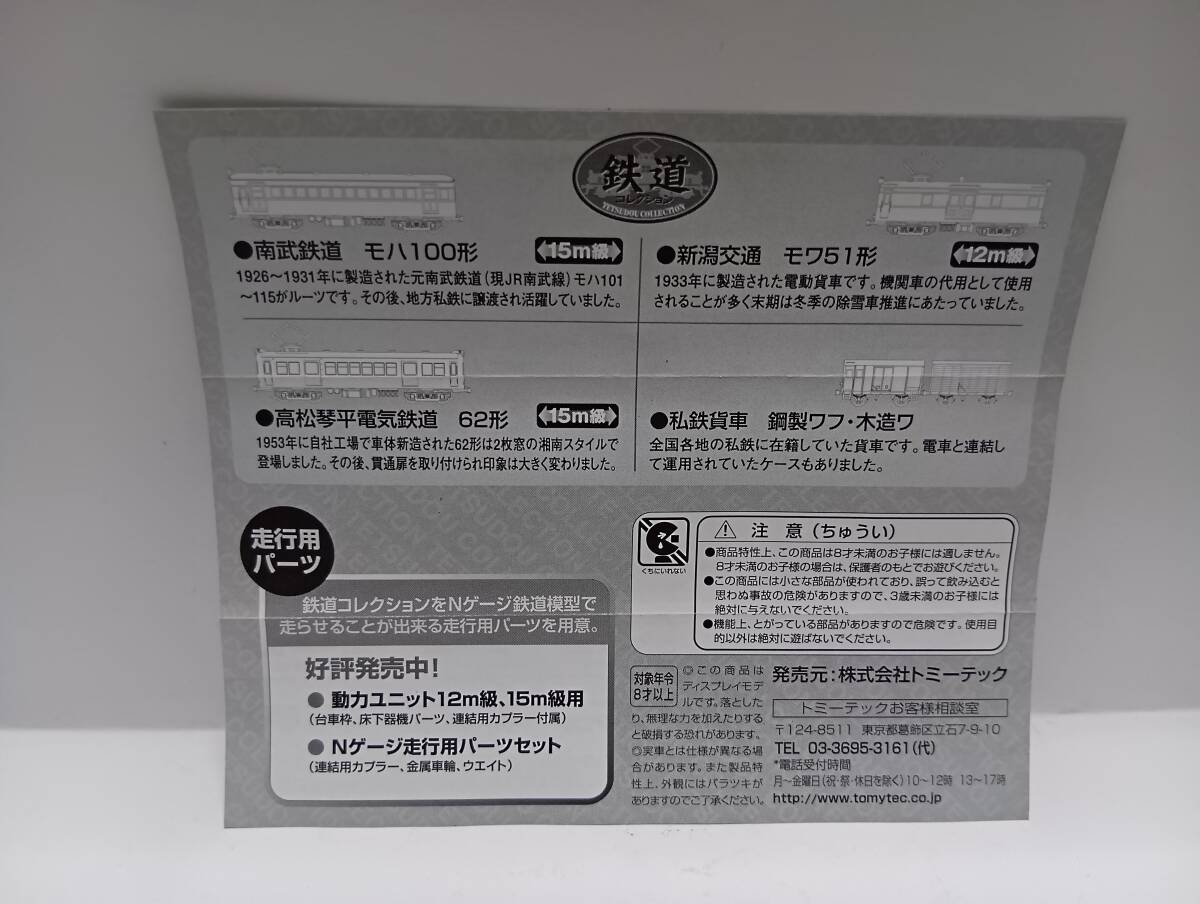 鉄道
コレクション
TETSUDOU COLLECTION
●南武鉄道 モハ100形 15m級
1926～1931年に製造された元南武鉄道(現JR南武線)モハ101
～115がルーツです。その後、地方私鉄に譲渡され活躍していました。
●新潟交通 モワ51形 12m級
1933年に製造された電動貨車です。機関車の代用として使用
されることが多く末期は冬季の除雪車推進にあたっていました。
●高松琴平電気鉄道 62形 15m級
1953年に自社工場で車体新造された62形は2枚窓の湘南スタイルで
登場しました。その後、貫通扉を取り付けられ印象は大きく変わりました。
●私鉄貨車 鋼製ワフ・木造ワ
全国各地の私鉄に在籍していた貨車です。電車と連結し
て運用されていたケースもありました。
走行用
パーツ
鉄道コレクションをNゲージ鉄道模型で
走らせることが出来る走行用パーツを用意。
好評発売中!
● 動力ユニット12m級、15m級用
(台車枠、床下器機パーツ、連結用カプラー付属)
● Nゲージ走行用パーツセット
(連結用カプラー、金属車輪、ウエイト)
くちにいれない
⚠ 注 意(ちゅうい)
●商品特性上、この商品は8才未満のお子様には適しません。
8才未満のお子様の場合は、保護者のもとでお遊びください。
●この商品には小さな部品が使われており、誤って飲み込むと
思わぬ事故の危険がありますので、3歳未満のお子様には
絶対に与えないでください。
●機能上、とがっている部品がありますので危険です。使用目
的以外は絶対に遊ばないでください。
対象年令
8才以上
◎この商品は
ディスプレイモデ
ルです。落とした
り、無理な力を加えたりする
と破損する恐れがあります。
◎実車とは仕様が異なる場
合があります。また製品特
性上、外観にはバラツキが
ありますのでご了承ください。
発売元:株式会社トミーテック
トミーテックお客様相談室
〒124-8511 東京都葛飾区立石7-9-10
TEL 03-3695-3161(代)
*電話受付時間
月～金曜日(祝・祭・休日を除く)10～12時 13～17時
http://www.tomytec.co.jp